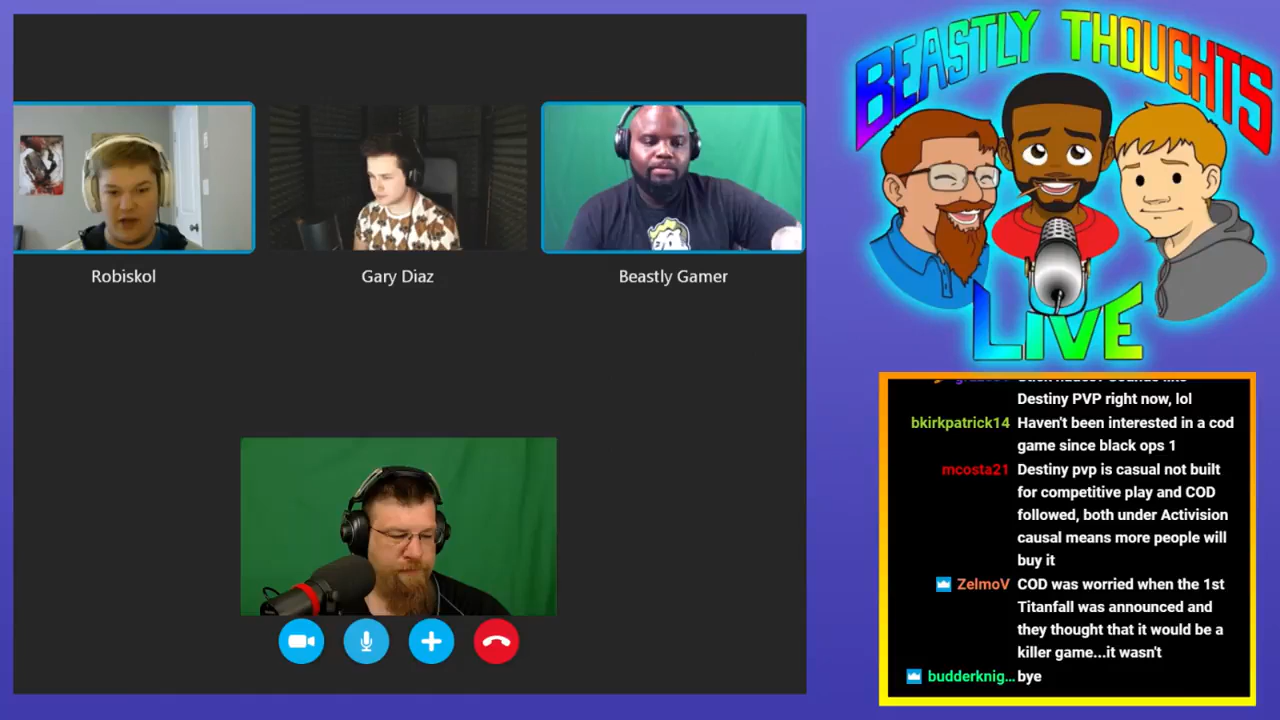 BEASTLY THOUGHTS
LIVE
Robiskol
Gary Diaz
Beastly Gamer
Destiny PVP right now, lol
bkirkpatrick14 Haven't been interested in a cod
game since black ops 1
mcosta21 Destiny pvp is casual not built
for competitive play and COD
followed, both under Activision
causal means more people will
buy it
ZelmoV COD was worried when the 1st
Titanfall was announced and
they thought that it would be a
killer game...it wasn't
budderknig... bye